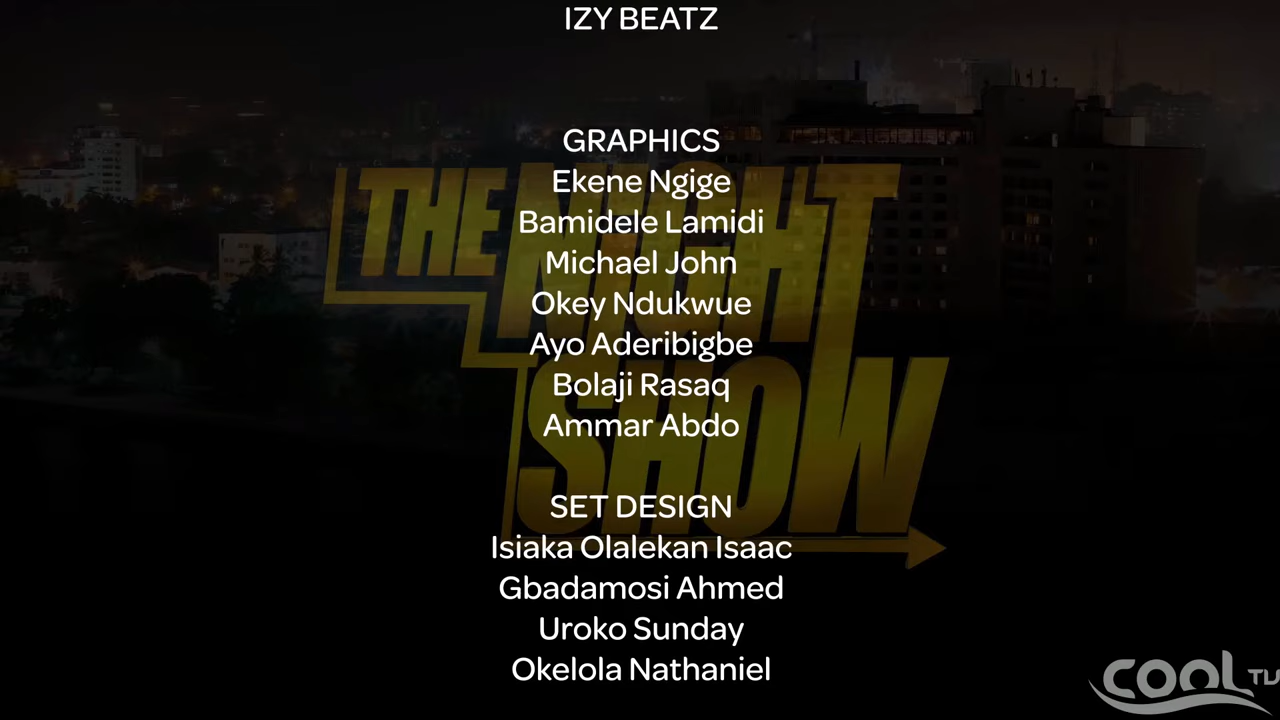 IZY BEATZ
GRAPHICS
Ekene Ngige
Bamidele Lamidi
Michael John
Okey Ndukwue
Ayo Aderibigbe
Bolaji Rasaq
Ammar Abdo
SET DESIGN
Isiaka Olalekan Isaac
Gbadamosi Ahmed
Uroko Sunday
Okelola Nathaniel
THE NIGHT
SHOW
COOL TV